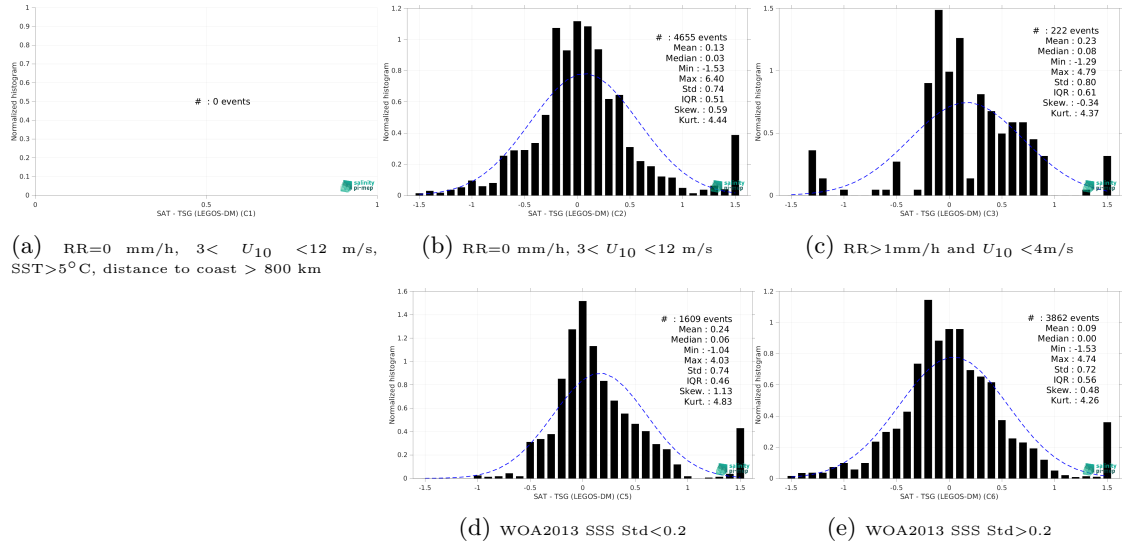 1
0.9
0.8
0.7
0.6
0.5
0.4
0.3
0.2
0.1
0
Normalized histogram
# : 0 events
salinity
pi-mep
0 0.5 1
SAT - TSG (LEGOS-DM) (C1)
(a) RR=0 mm/h, 3< U10 <12 m/s,
SST>5°C, distance to coast > 800 km
1.2
1
0.8
0.6
0.4
0.2
0
Normalized histogram
# : 4655 events
Mean : 0.13
Median : 0.03
Min : -1.53
Max : 6.40
Std : 0.74
IQR : 0.51
Skew. : 0.59
Kurt. : 4.44
salinity
pi-mep
-1.5 -1 -0.5 0 0.5 1 1.5
SAT - TSG (LEGOS-DM) (C2)
(b) RR=0 mm/h, 3< U10 <12 m/s
1.5
1
0.5
0
Normalized histogram
# : 222 events
Mean : 0.23
Median : 0.08
Min : -1.29
Max : 4.79
Std : 0.80
IQR : 0.61
Skew. : -0.34
Kurt. : 4.37
salinity
pi-mep
-1.5 -1 -0.5 0 0.5 1 1.5
SAT - TSG (LEGOS-DM) (C3)
(c) RR>1mm/h and U10 <4m/s
1.6
1.4
1.2
1
0.8
0.6
0.4
0.2
0
Normalized histogram
# : 1609 events
Mean : 0.24
Median : 0.06
Min : -1.04
Max : 4.03
Std : 0.74
IQR : 0.46
Skew. : 1.13
Kurt. : 4.83
salinity
pi-mep
-1.5 -1 -0.5 0 0.5 1 1.5
SAT - TSG (LEGOS-DM) (C5)
(d) WOA2013 SSS Std<0.2
1.2
1
0.8
0.6
0.4
0.2
0
Normalized histogram
# : 3862 events
Mean : 0.09
Median : 0.00
Min : -1.53
Max : 4.74
Std : 0.72
IQR : 0.56
Skew. : 0.48
Kurt. : 4.26
salinity
pi-mep
-1.5 -1 -0.5 0 0.5 1 1.5
SAT - TSG (LEGOS-DM) (C6)
(e) WOA2013 SSS Std>0.2